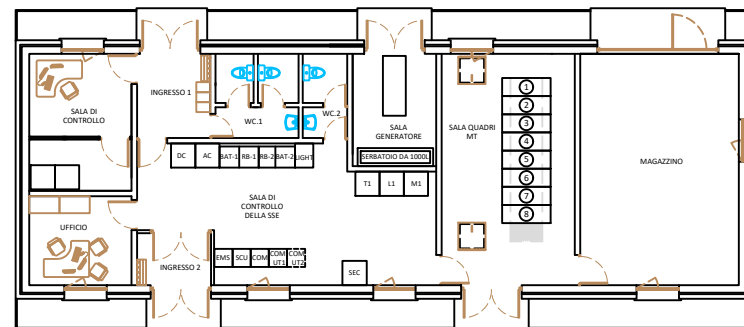 INGRESSO 1
SALA DI
CONTROLLO
WC.1
WC.2
SALA
GENERATORE
SERBATOIO DA 1000L
SALA QUADRI
MT
1
2
3
4
5
6
7
8
MAGAZZINO
DC
AC
BAT-1
RB-1
RB-2
BAT-2
LIGHT
T1
L1
M1
SALA DI
CONTROLLO
DELLA SSE
UFFICIO
INGRESSO 2
EMS
SCU
COM
COM
UT1
COM
UT2
SEC